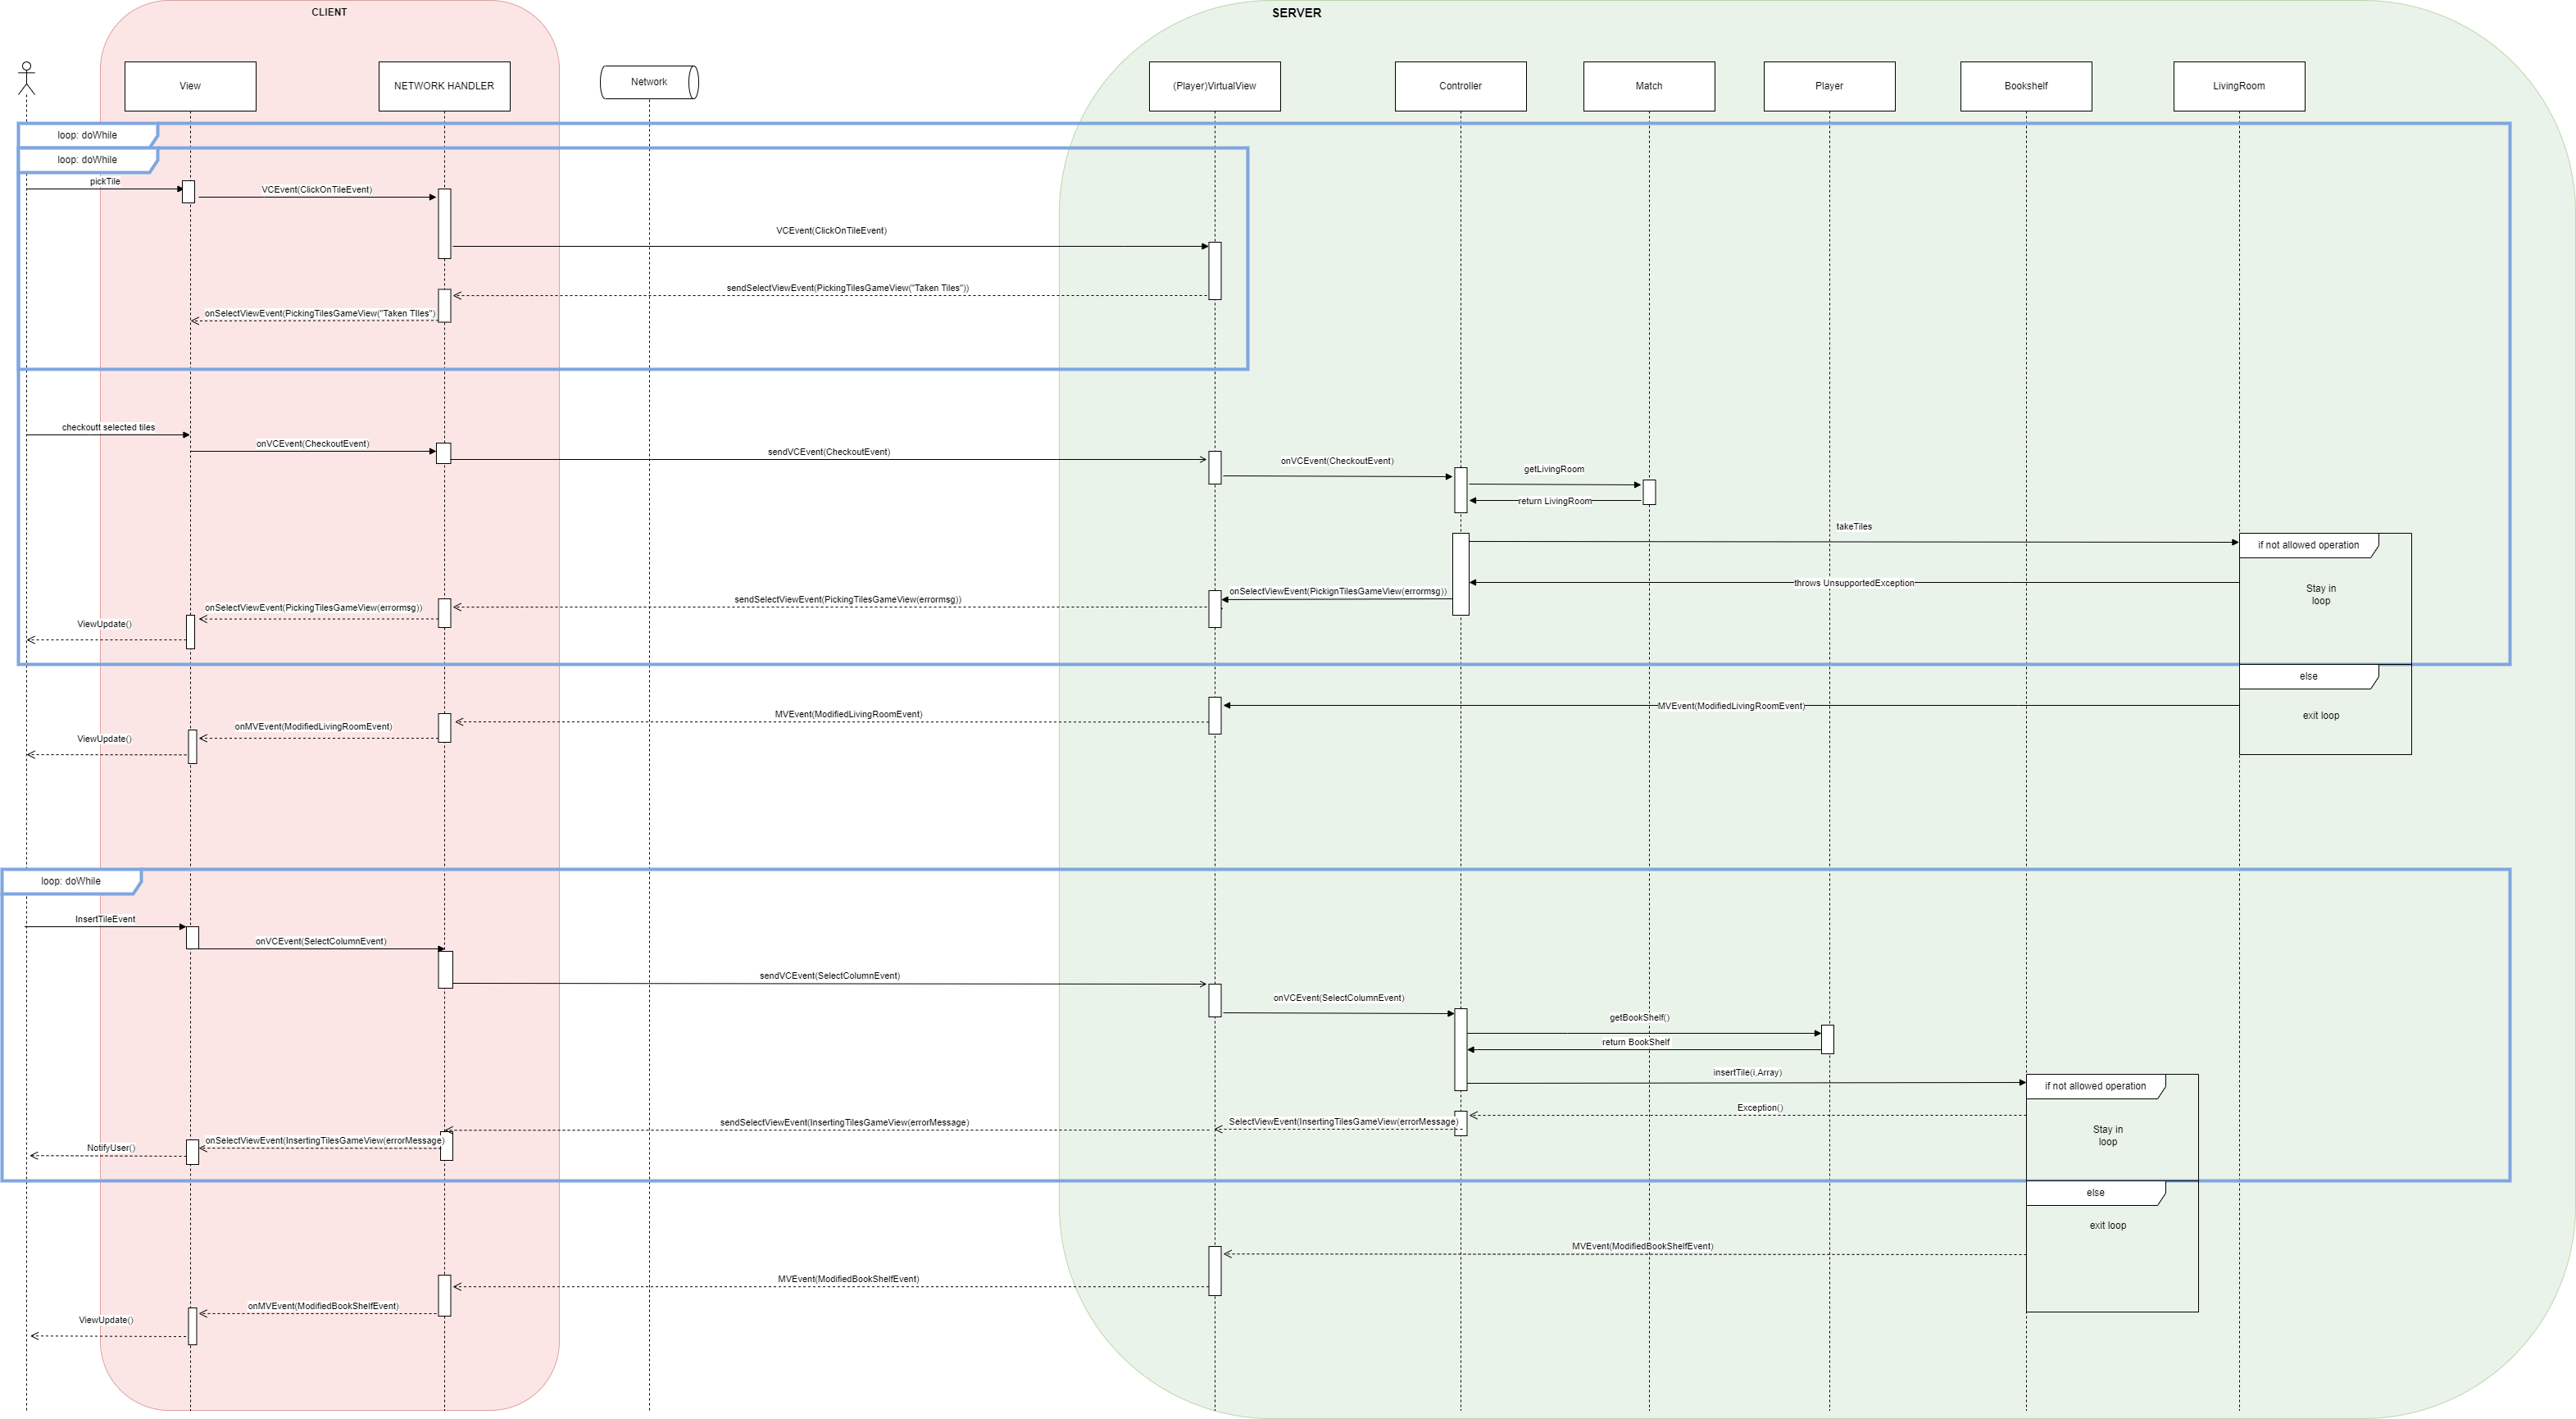 CLIENT
SERVER
View
NETWORK HANDLER
Network
(Player)VirtualView
Controller
Match
Player
Bookshelf
LivingRoom
loop: doWhile
loop: doWhile
pickTile
VCEvent(ClickOnTileEvent)
VCEvent(ClickOnTileEvent)
sendSelectViewEvent(PickingTilesGameView("Taken Tiles"))
onSelectViewEvent(PickingTilesGameView("Taken TIles")
checkoutt selected tiles
onVCEvent(CheckoutEvent)
sendVCEvent(CheckoutEvent)
onVCEvent(CheckoutEvent)
getLivingRoom
return LivingRoom
takeTiles
if not allowed operation
throws UnsupportedException
Stay in
loop
onSelectViewEvent(PickignTilesGameView(errormsg))
sendSelectViewEvent(PickingTilesGameView(errormsg))
onSelectViewEvent(PickingTilesGameView(errormsg))
ViewUpdate()
else
MVEvent(ModifiedLivingRoomEvent)
exit loop
MVEvent(ModifiedLivingRoomEvent)
onMVEvent(ModifiedLivingRoomEvent)
ViewUpdate()
loop: doWhile
InsertTileEvent
onVCEvent(SelectColumnEvent)
sendVCEvent(SelectColumnEvent)
onVCEvent(SelectColumnEvent)
getBookShelf()
return BookShelf
insertTile(i,Array)
if not allowed operation
Exception()
Stay in
loop
SelectViewEvent(InsertingTilesGameView(errorMessage)
sendSelectViewEvent(InsertingTilesGameView(errorMessage)
onSelectViewEvent(InsertingTilesGameView(errorMessage)
NotifyUser()
else
exit loop
MVEvent(ModifiedBookShelfEvent)
MVEvent(ModifiedBookShelfEvent)
onMVEvent(ModifiedBookShelfEvent)
ViewUpdate()